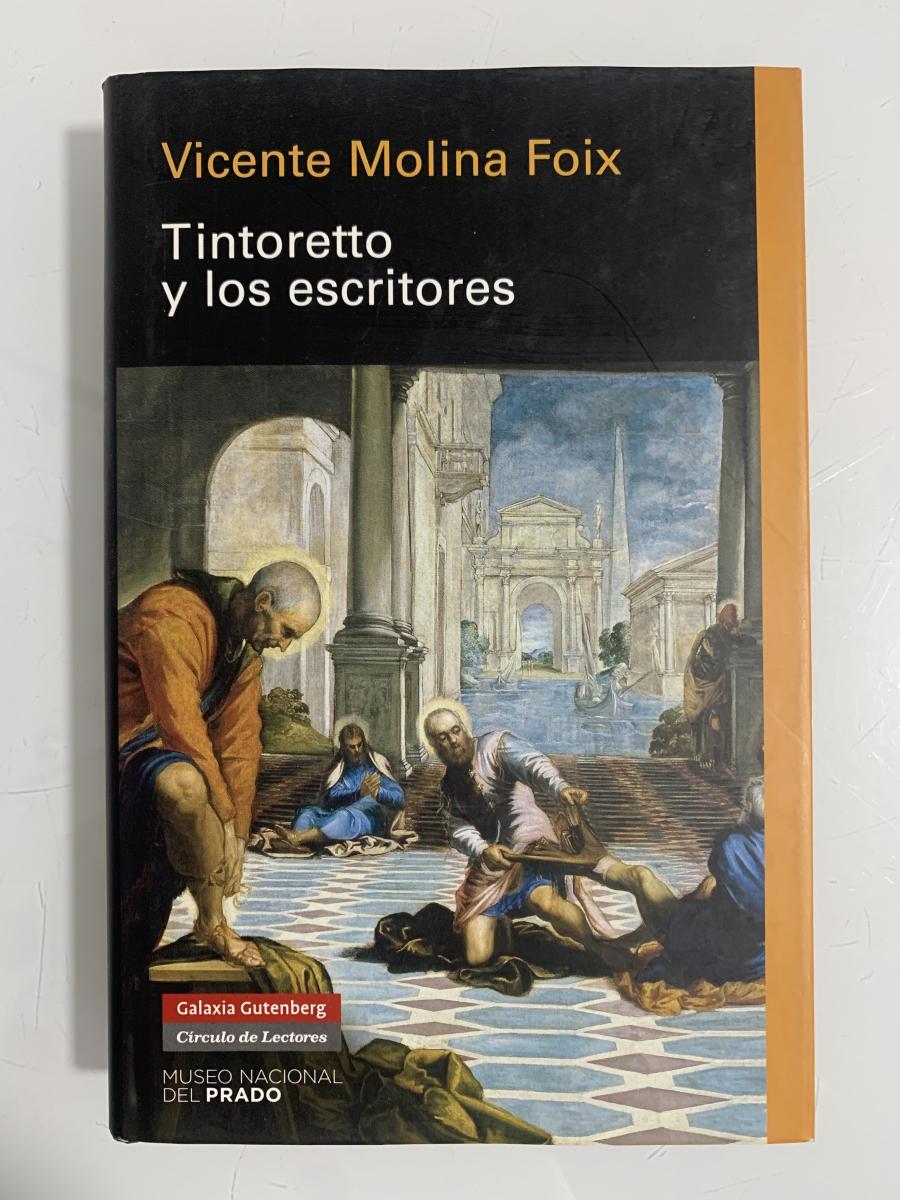 Vicente Molina Foix
Tintoretto
y los escritores
Galaxia Gutenberg
Círculo de Lectores
MUSEO NACIONAL
DEL PRADO